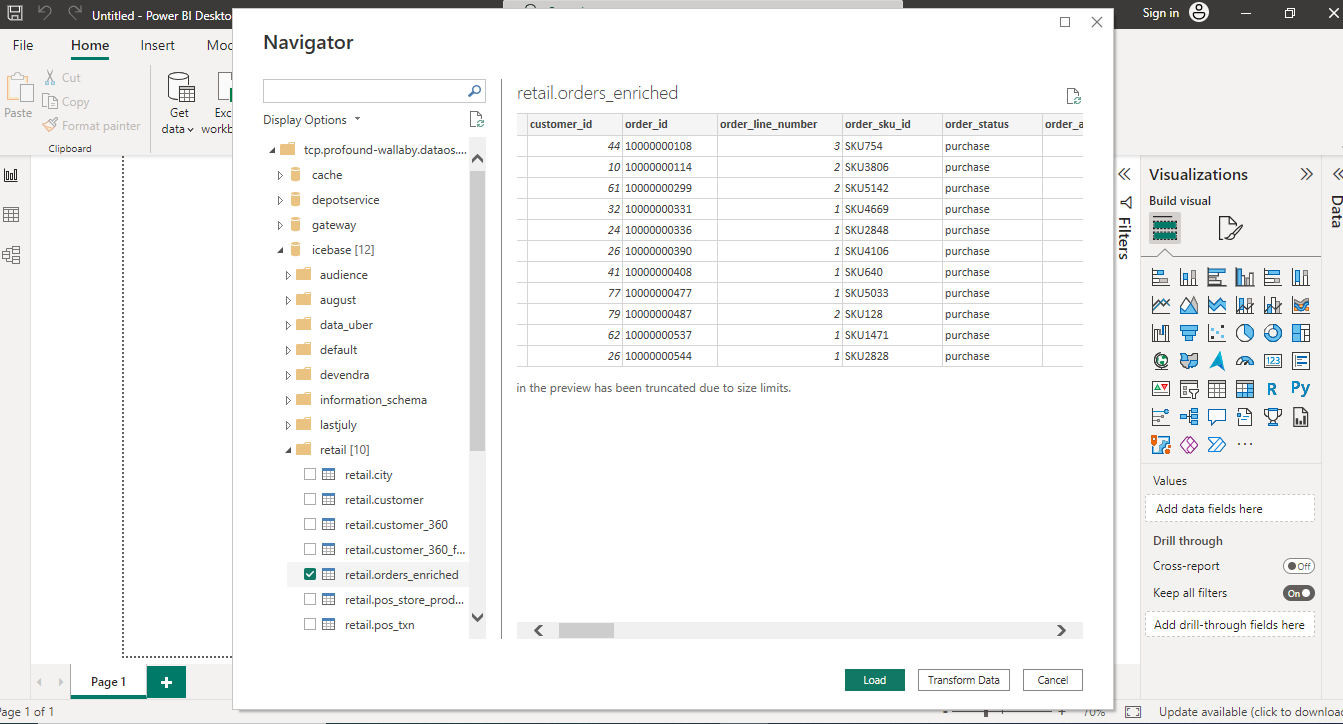 Untitled - Power BI Deskto
Sign in
File Home Insert
Cut
Copy
Format painter
Paste
Clipboard
Get
data
workb
Navigator
Display Options
tcp.profound-wallaby.dataos....
cache
depotservice
gateway
icebase [12]
audience
august
data_uber
default
devendra
information_schema
lastjuly
retail [10]
retail.city
retail.customer
retail.customer_360
retail.customer_360_f...
retail.orders_enriched
retail.pos_store_prod...
retail.pos_txn
retail.orders_enriched
customer_id order_id order_line_number order_sku_id order_status order_a
44 10000000108 3 SKU754 purchase
10 10000000114 2 SKU3806 purchase
61 10000000299 2 SKU5142 purchase
32 10000000331 1 SKU4669 purchase
24 10000000336 1 SKU2848 purchase
26 10000000390 1 SKU4106 purchase
41 10000000408 1 SKU640 purchase
77 10000000477 1 SKU5033 purchase
79 10000000487 2 SKU128 purchase
62 10000000537 1 SKU1471 purchase
26 10000000544 1 SKU2828 purchase
in the preview has been truncated due to size limits.
Load Transform Data Cancel
Filters
Visualizations
Build visual
123
R Py
Values
Add data fields here
Drill through
Cross-report Off
Keep all filters On
Add drill-through fields here
Data
Page 1
Page 1 of 1
70%
Update available (click to downloa